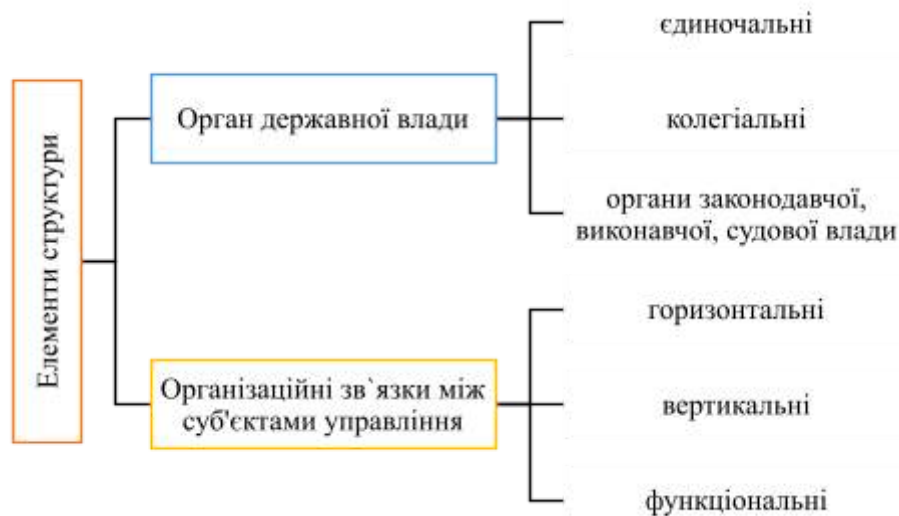 Елементи структури
Орган державної влади
єдиночальні
колегіальні
органи законодавчої,
виконавчої, судової влади
Організаційні зв`язки між
суб'єктами управління
горизонтальні
вертикальні
функціональні